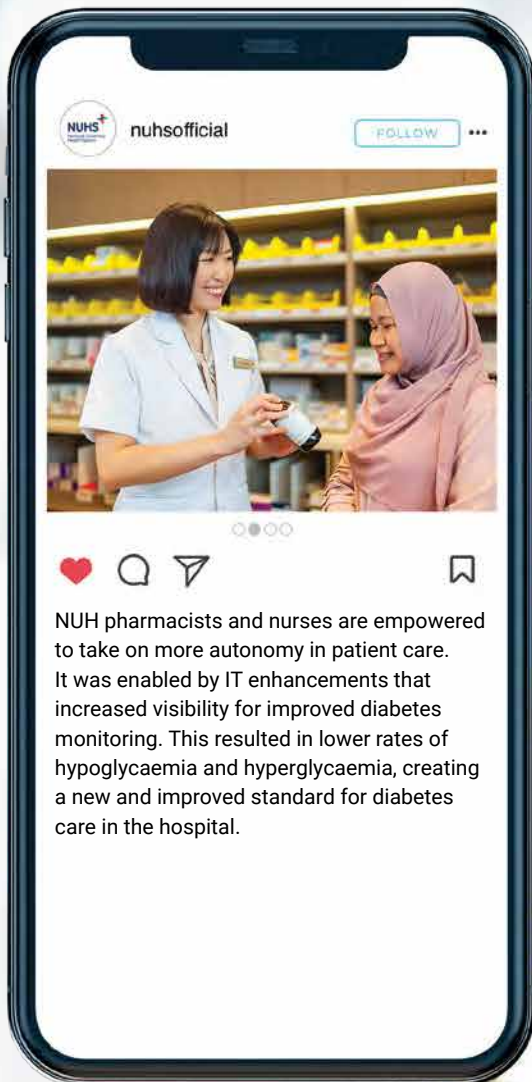 NUHS
nuhsofficial
FOLLOW
NUH pharmacists and nurses are empowered
to take on more autonomy in patient care.
It was enabled by IT enhancements that
increased visibility for improved diabetes
monitoring. This resulted in lower rates of
hypoglycaemia and hyperglycaemia, creating
a new and improved standard for diabetes
care in the hospital.